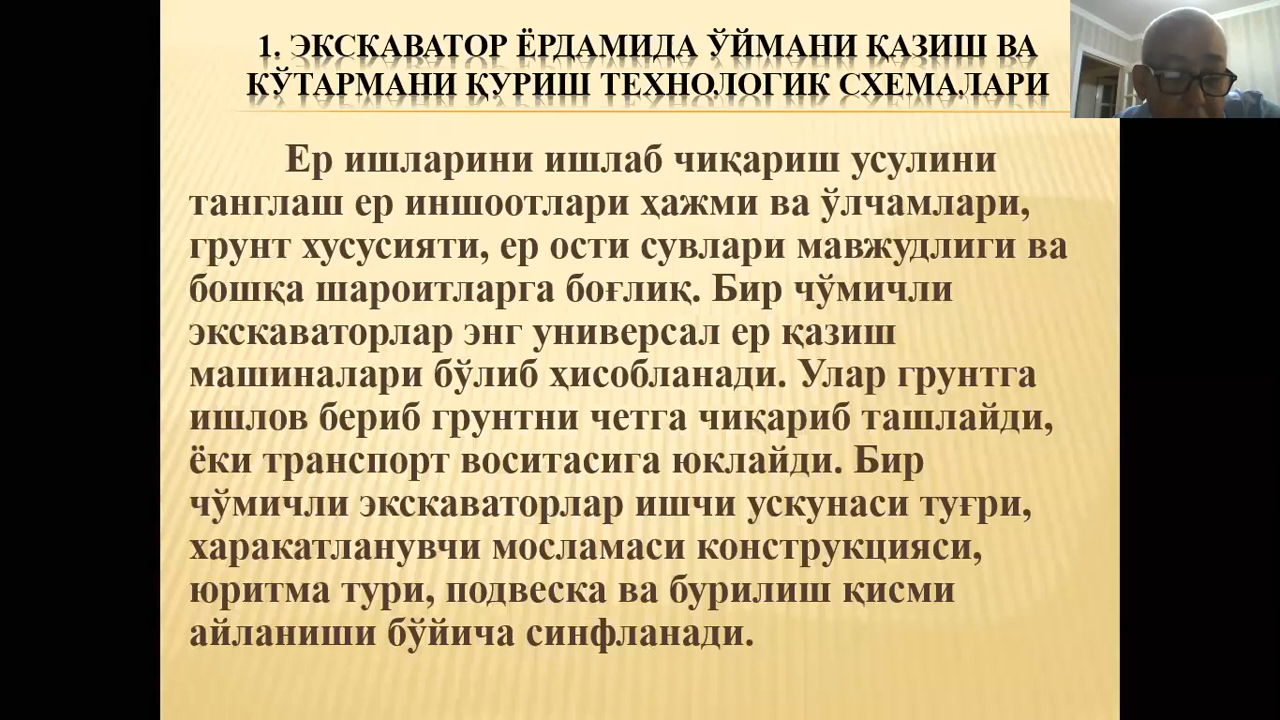 1. ЭКСКАВАТОР ЁРДАМИДА ЎЙМАНИ ҚАЗИШ ВА
КЎТАРМАНИ ҚУРИШ ТЕХНОЛОГИК СХЕМАЛАРИ
Ер ишларини ишлаб чиқариш усулини
танглаш ер иншоотлари ҳажми ва ўлчамлари,
грунт хусусияти, ер ости сувлари мавжудлиги ва
бошқа шароитларга боғлиқ. Бир чўмичли
экскаваторлар энг универсал ер қазиш
машиналари бўлиб ҳисобланади. Улар грунтга
ишлов бериб грунтни четга чиқариб ташлайди,
ёки транспорт воситасига юклайди. Бир
чўмичли экскаваторлар ишчи ускунаси туғри,
харакатланувчи мосламаси конструкцияси,
юритма тури, подвеска ва бурилиш қисми
айланиши бўйича синфланади.